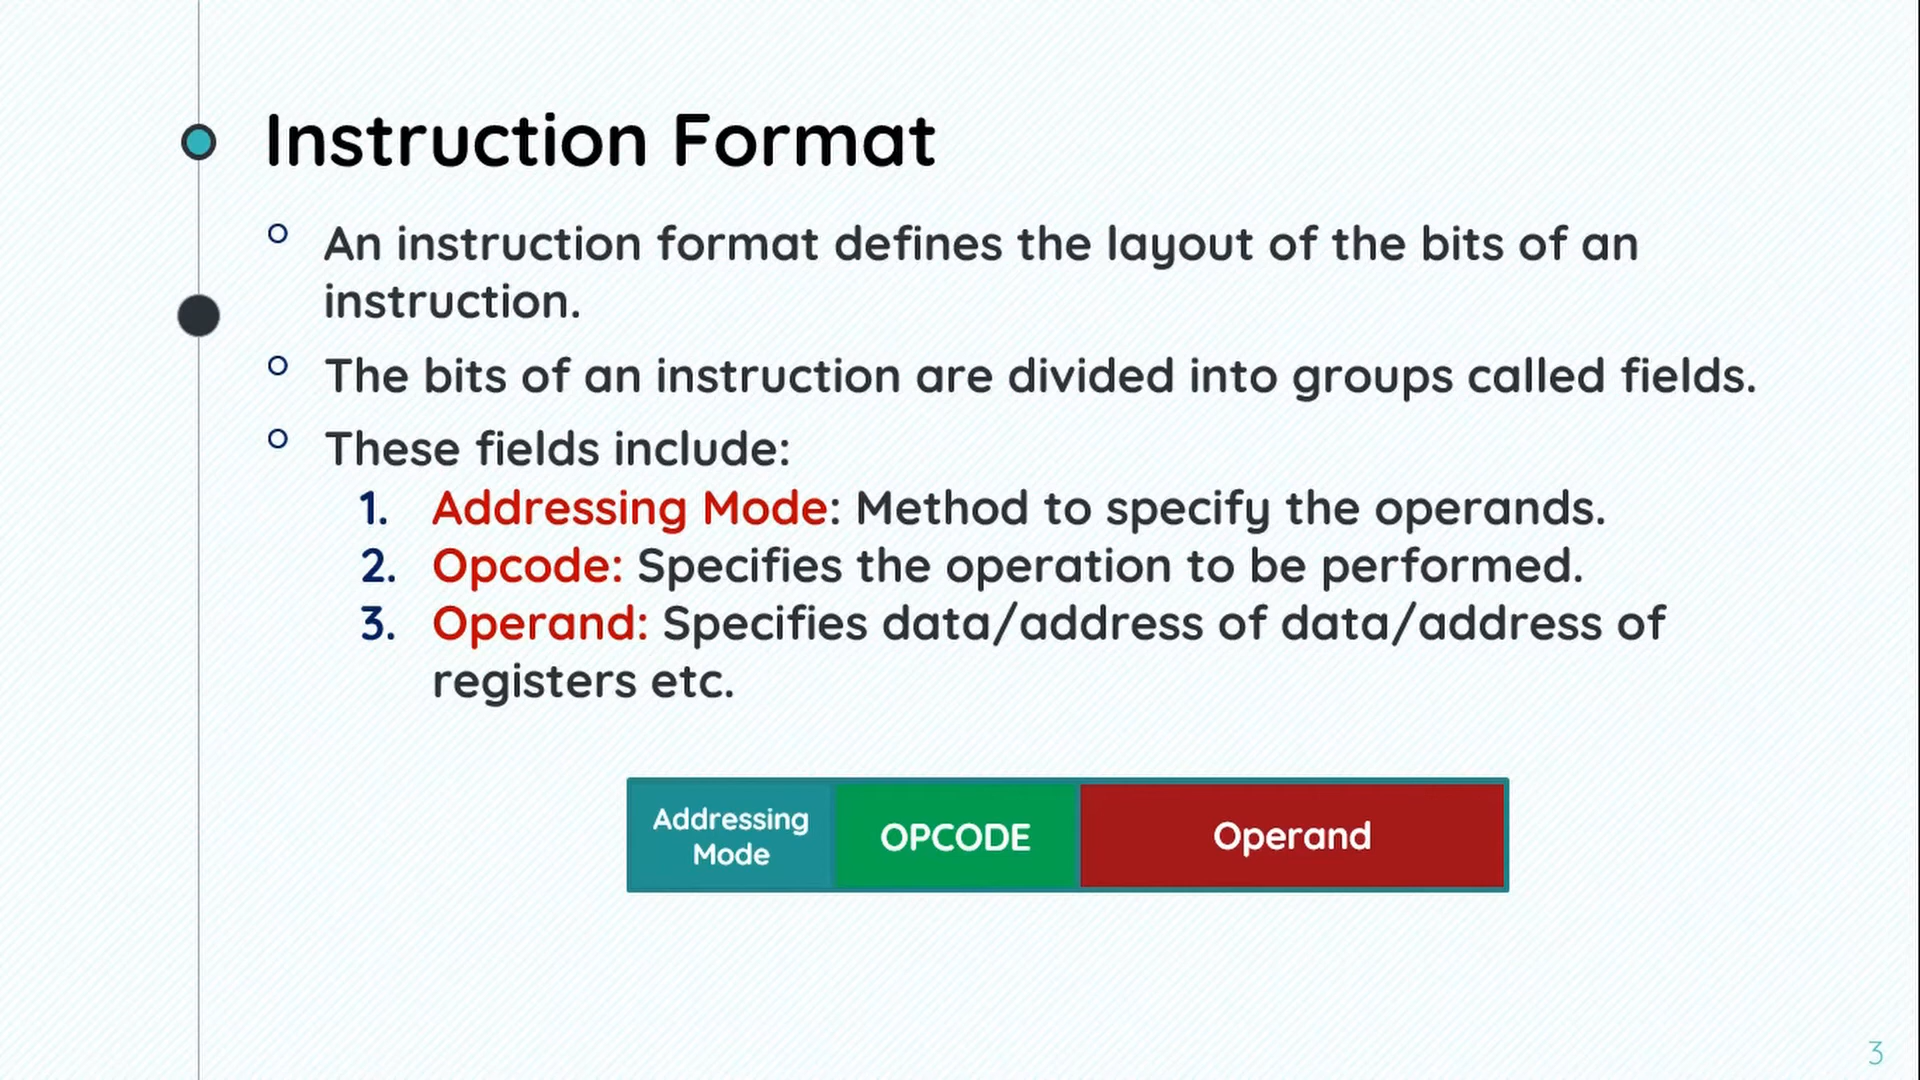 Instruction Format
An instruction format defines the layout of the bits of an
instruction.
The bits of an instruction are divided into groups called fields.
These fields include:
1. Addressing Mode: Method to specify the operands.
2. Opcode: Specifies the operation to be performed.
3. Operand: Specifies data/address of data/address of
registers etc.
Addressing
Mode
OPCODE
Operand
3